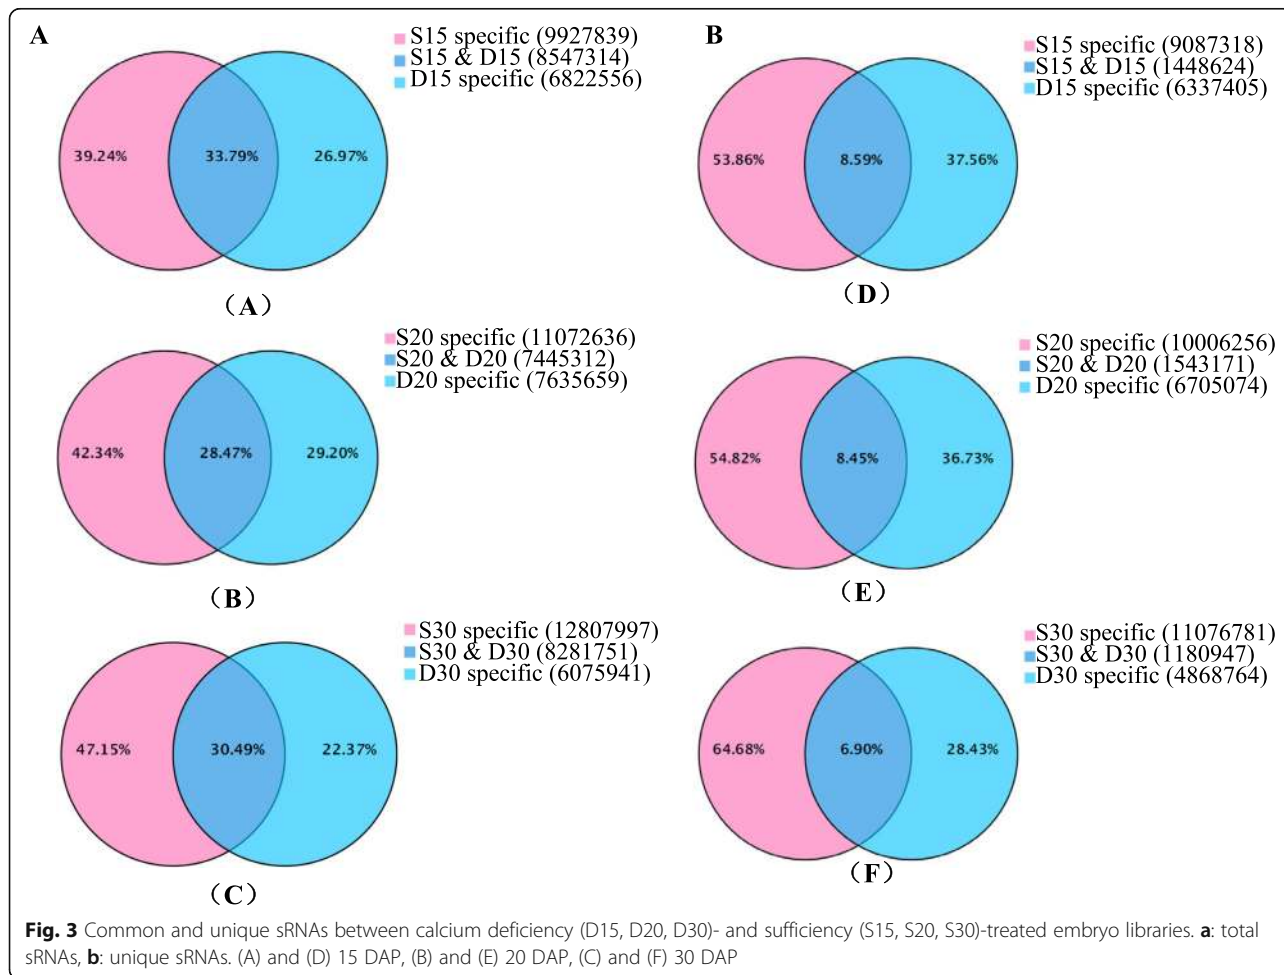 A
S15 specific (9927839)
S15 & D15 (8547314)
D15 specific (6822556)
39.24%
33.79%
26.97%
（A）
S20 specific (11072636)
S20 & D20 (7445312)
D20 specific (7635659)
42.34%
28.47%
29.20%
（B）
S30 specific (12807997)
S30 & D30 (8281751)
D30 specific (6075941)
47.15%
30.49%
22.37%
（C）
B
S15 specific (9087318)
S15 & D15 (1448624)
D15 specific (6337405)
53.86%
8.59%
37.56%
（D）
S20 specific (10006256)
S20 & D20 (1543171)
D20 specific (6705074)
54.82%
8.45%
36.73%
（E）
S30 specific (11076781)
S30 & D30 (1180947)
D30 specific (4868764)
64.68%
6.90%
28.43%
（F）
Fig. 3 Common and unique sRNAs between calcium deficiency (D15, D20, D30)- and sufficiency (S15, S20, S30)-treated embryo libraries. a: total
sRNAs, b: unique sRNAs. (A) and (D) 15 DAP, (B) and (E) 20 DAP, (C) and (F) 30 DAP